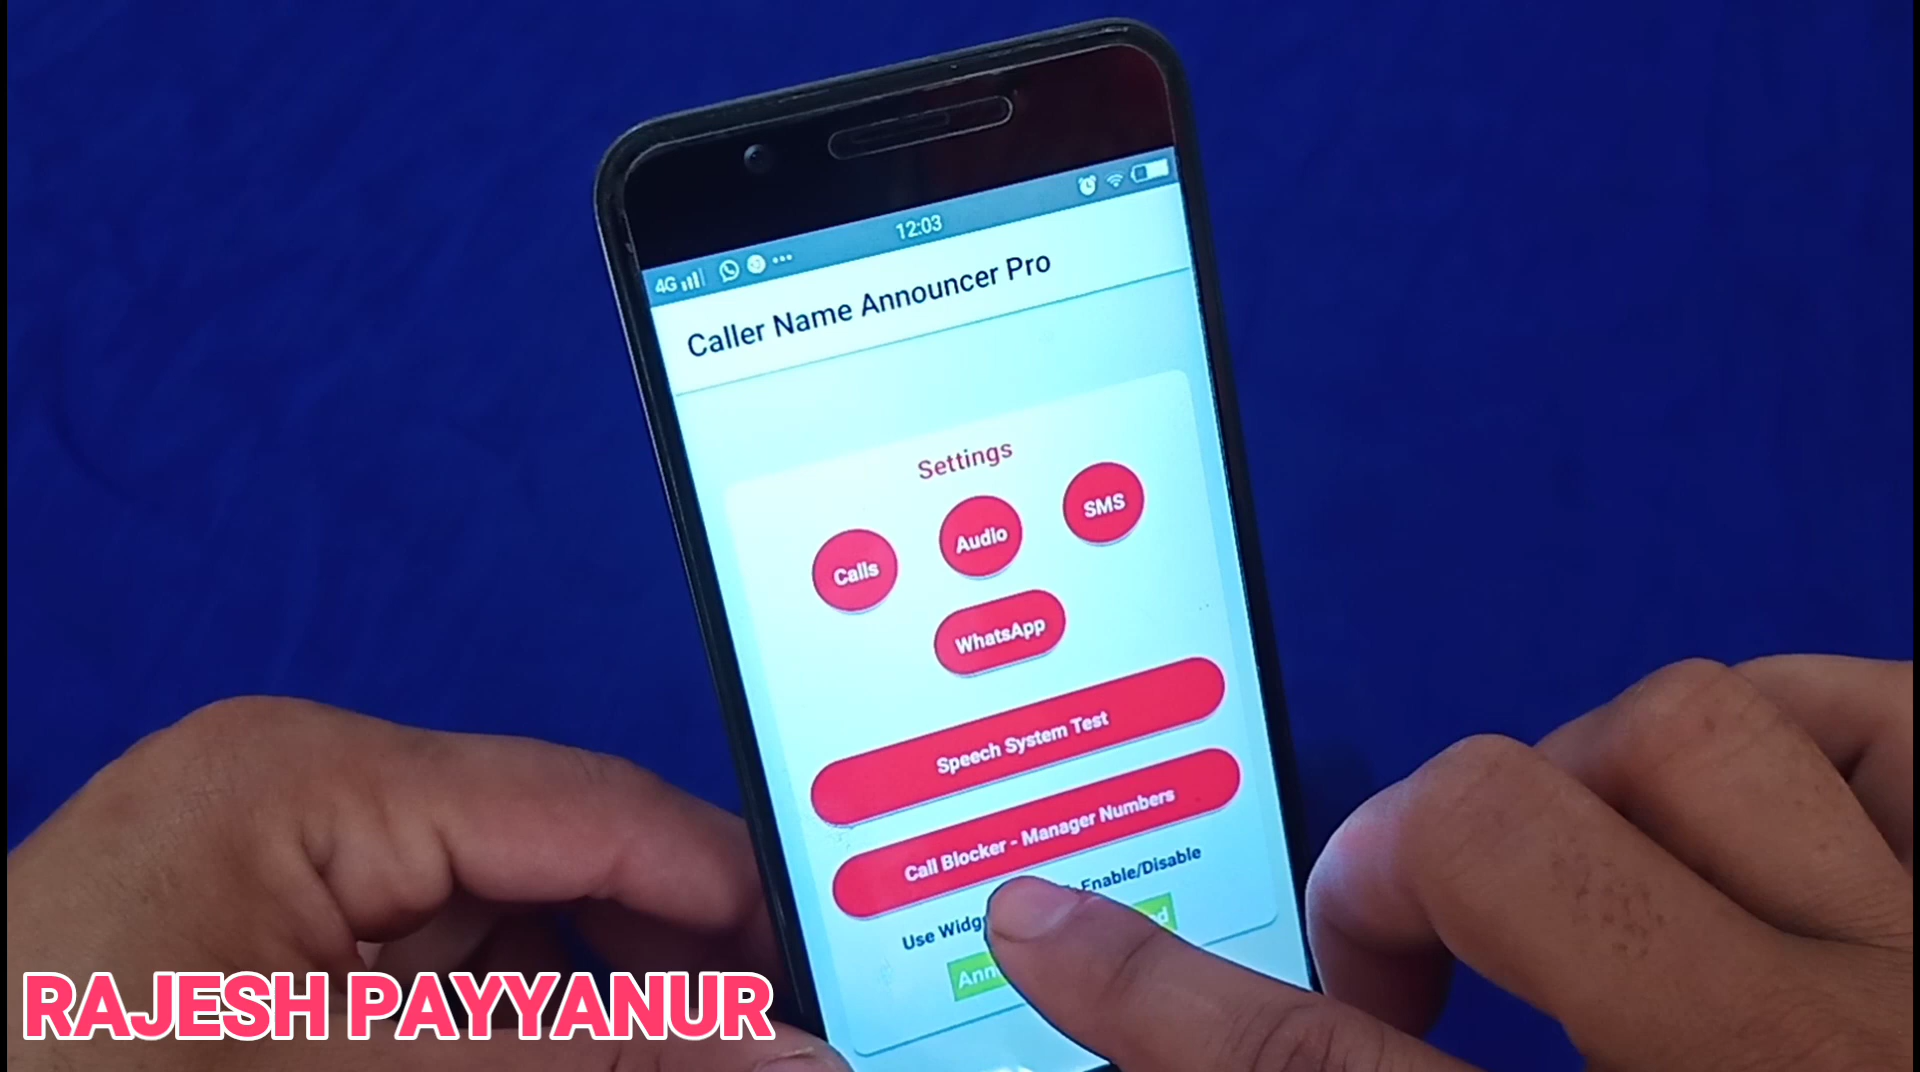 12:03
4G
Caller Name Announcer Pro
Settings
Calls
Audio
SMS
WhatsApp
Speech System Test
Call Blocker - Manager Numbers
Use Enable/Disable
RAJESH PAYYANUR